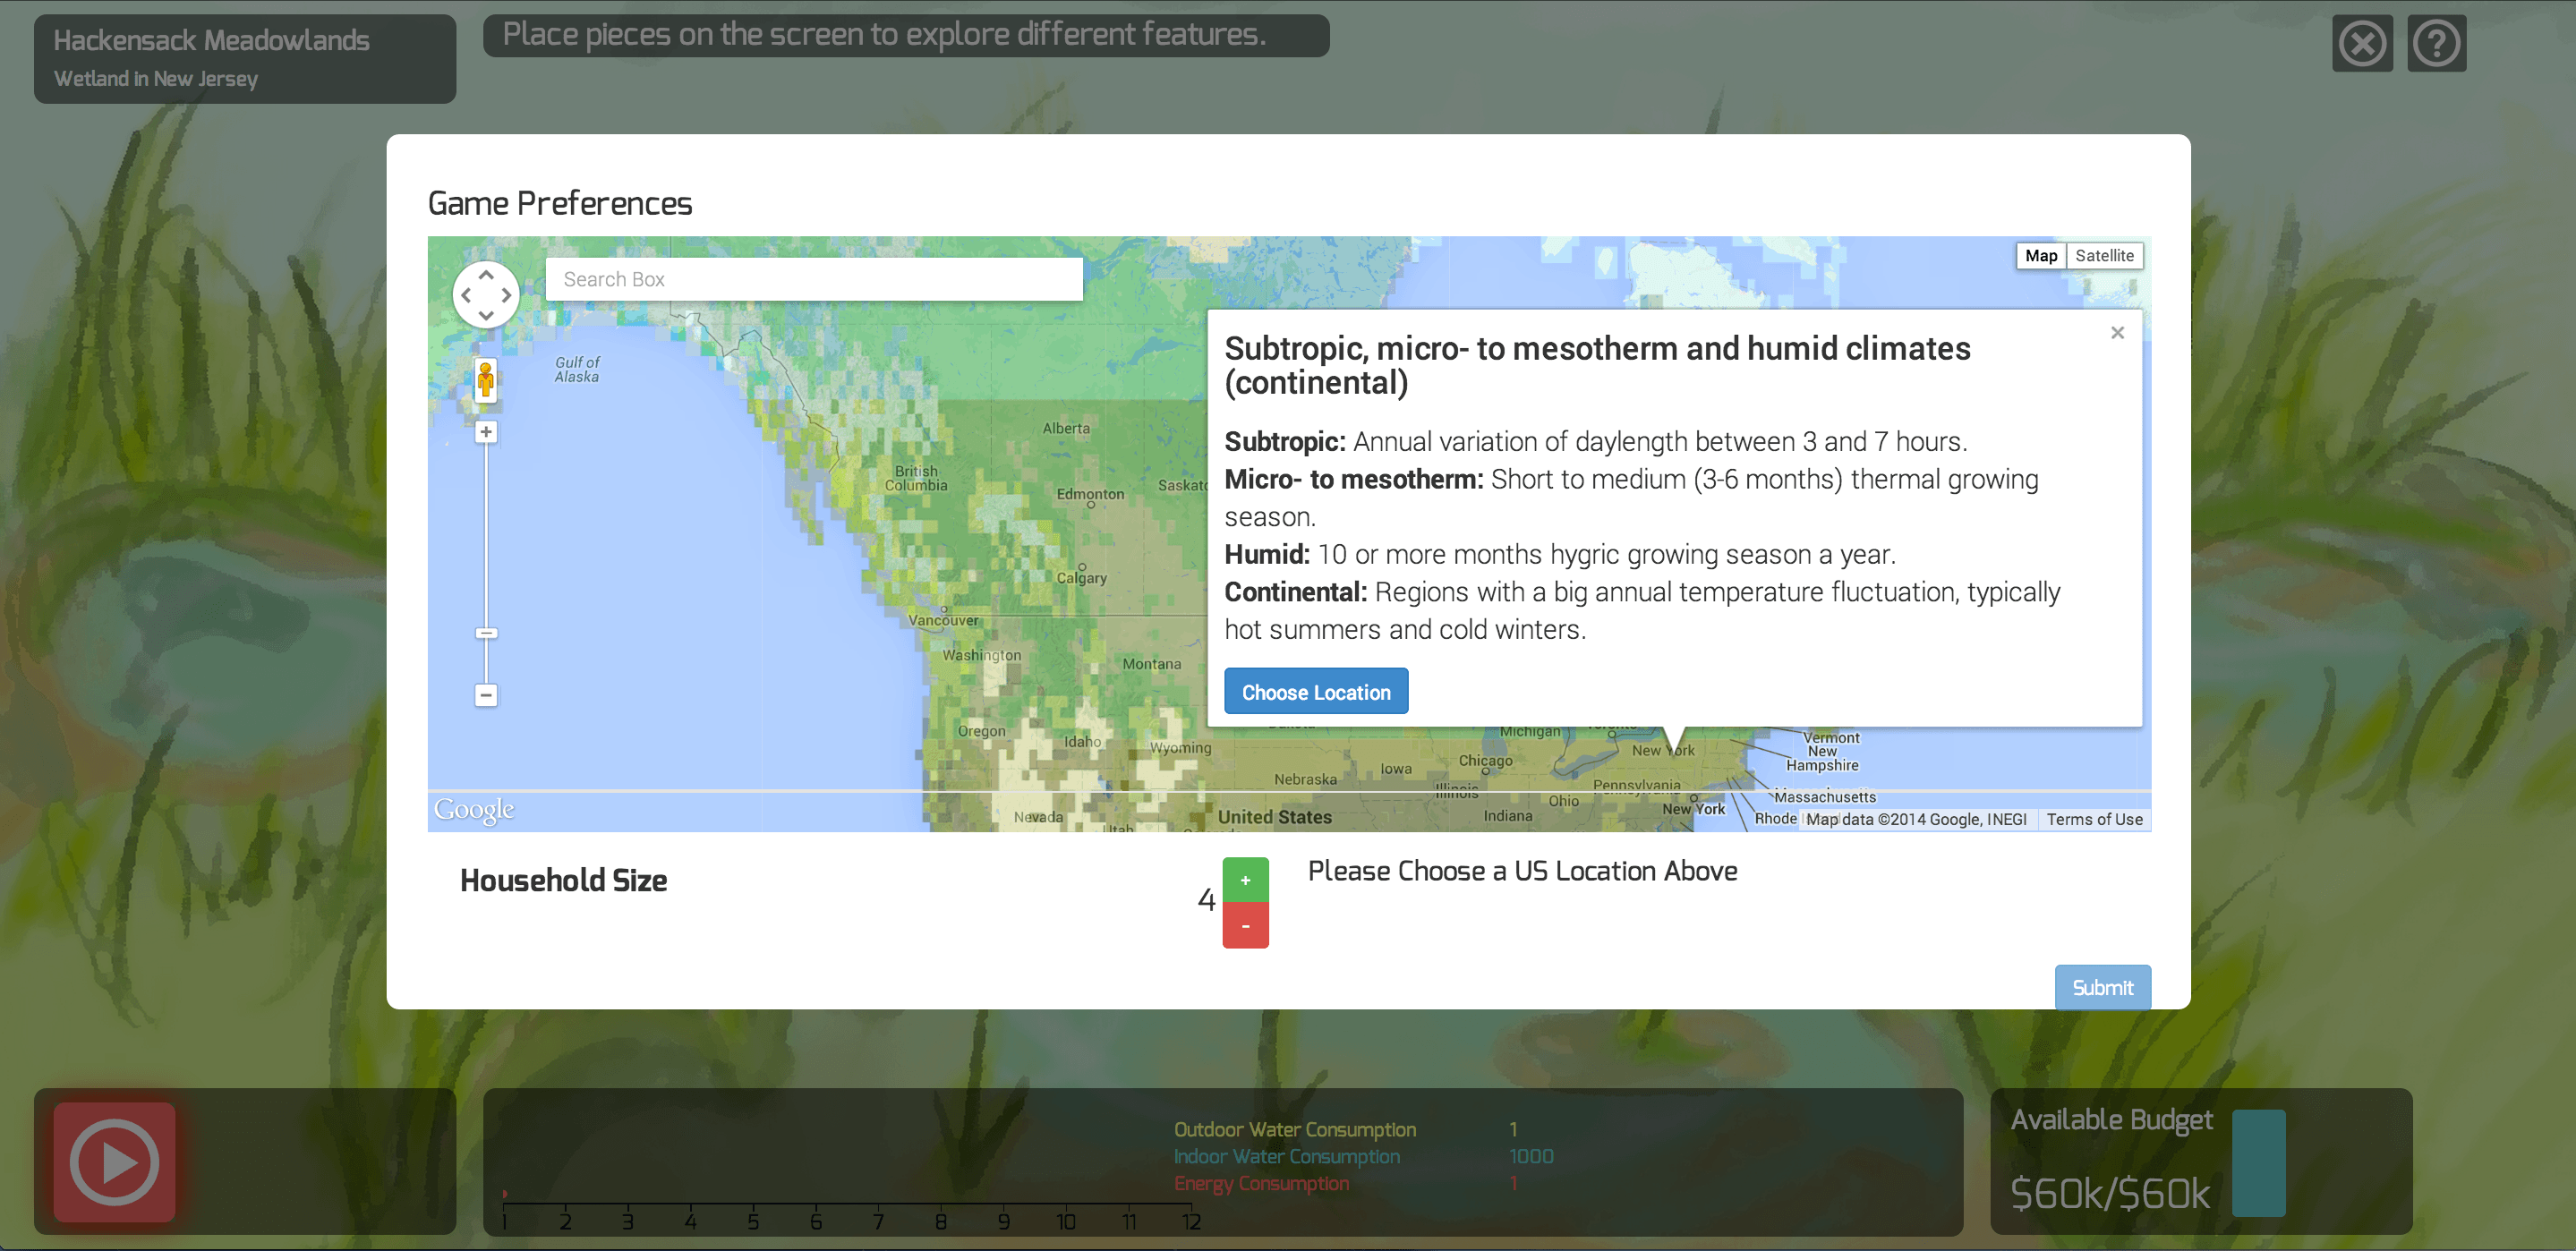 Hackensack Meadowlands
Wetland in New Jersey
Place pieces on the screen to explore different features.
Game Preferences
Search Box
Map
Satellite
Gulf of
Alaska
Alberta
British
Columbia
Edmonton
Calgary
Vancouver
Washington
Montana
Oregon
Idaho
Wyoming
Nevada
Nebraska
Iowa
Chicago
Michigan
Illinois
Indiana
Ohio
Pennsylvania
New York
New York
United States
Vermont
New
Hampshire
Massachusetts
Rhode
Subtropic, micro- to mesotherm and humid climates
(continental)
×
Subtropic: Annual variation of daylength between 3 and 7 hours.
Micro- to mesotherm: Short to medium (3-6 months) thermal growing
season.
Humid: 10 or more months hygric growing season a year.
Continental: Regions with a big annual temperature fluctuation, typically
hot summers and cold winters.
Choose Location
Google
Map data ©2014 Google, INEGI
Terms of Use
Household Size
4
+
-
Please Choose a US Location Above
Submit
Outdoor Water Consumption 1
Indoor Water Consumption 1000
Energy Consumption 1
1 2 3 4 5 6 7 8 9 10 11 12
Available Budget
$60k/$60k